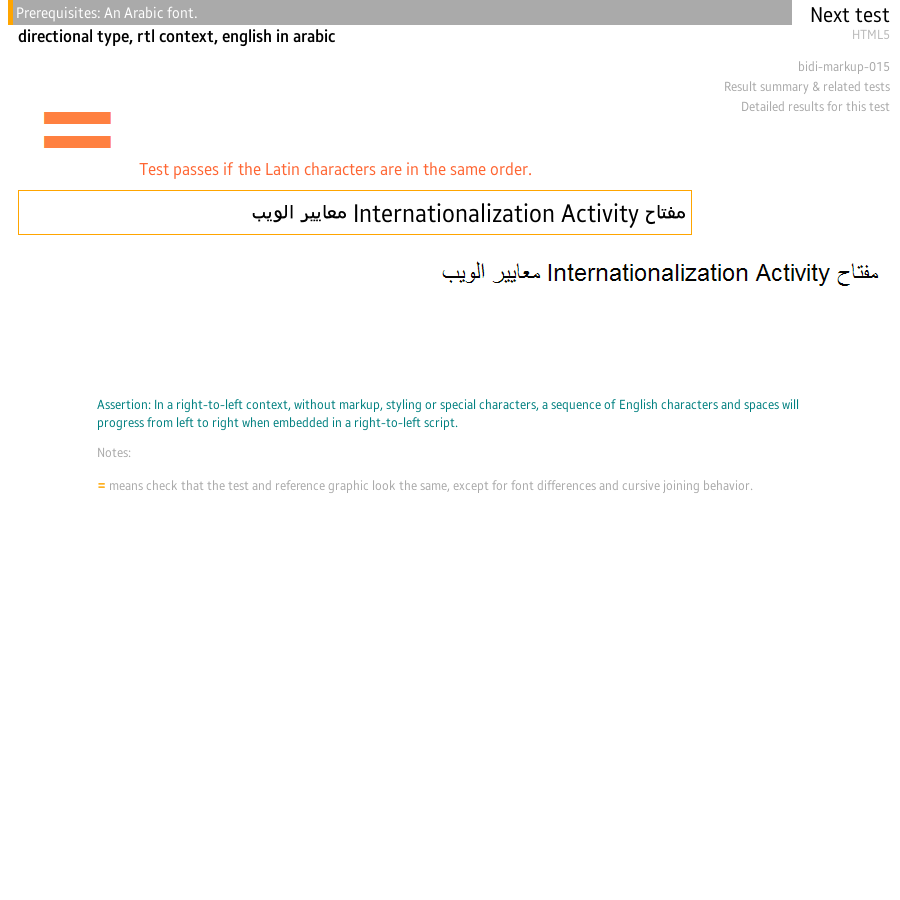 Prerequisites: An Arabic font.
Next test
directional type, rtl context, english in arabic
HTML5
bidi-markup-015
Result summary & related tests
Detailed results for this test
=
Test passes if the Latin characters are in the same order.
مفتاح Internationalization Activity معايير الويب
مفتاح Internationalization Activity معايير الويب
Assertion: In a right-to-left context, without markup, styling or special characters, a sequence of English characters and spaces will
progress from left to right when embedded in a right-to-left script.
Notes:
= means check that the test and reference graphic look the same, except for font differences and cursive joining behavior.